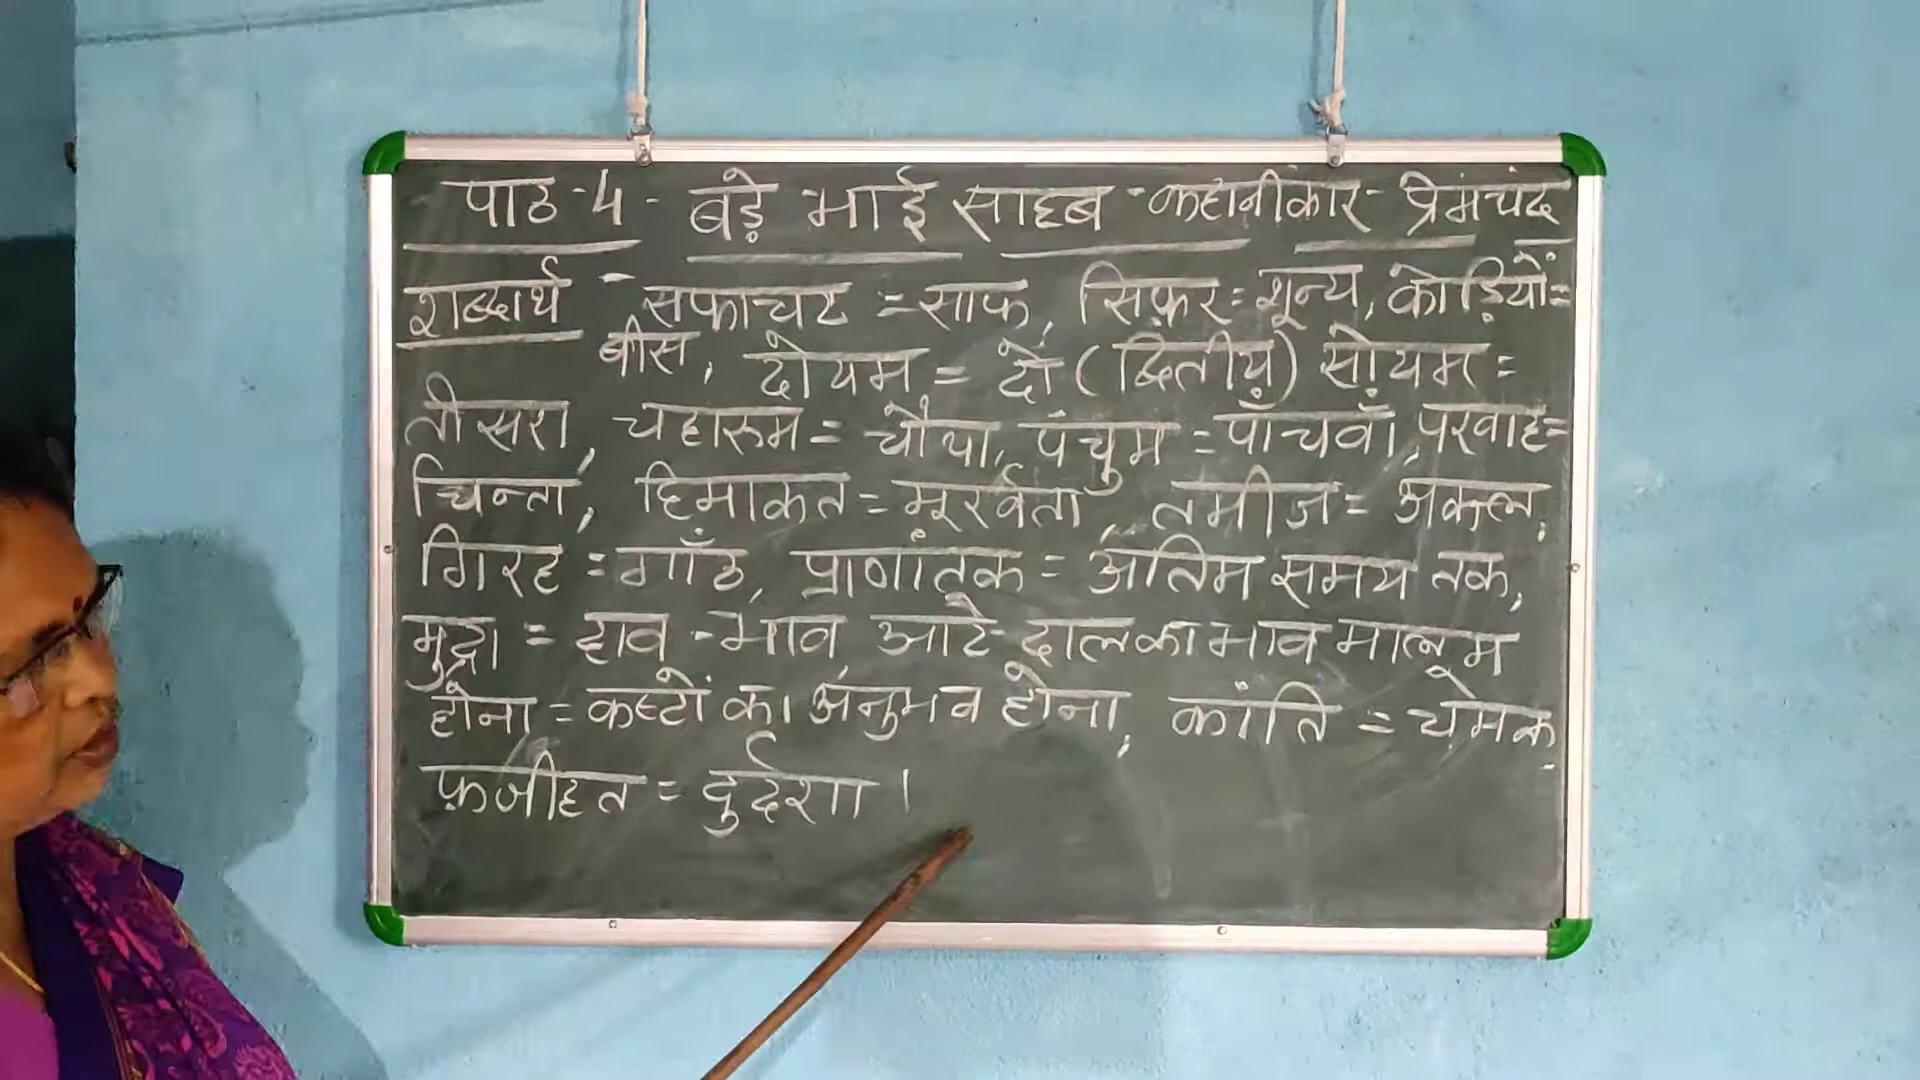 पाठ-4- बड़े भाई साहब - कहानीकार- प्रेमचंद
शब्दार्थ - सफाचट = साफ, सिफ़र = शून्य, कोड़ियों =
बीस, दोयम = दो (द्वितीय) सोयम =
तीसरा, चहारुम = चौथा, पंचुम = पाँचवाँ, परवाह =
चिन्ता, हिमाकत = मूर्खता, तमीज = अक्ल,
गिरह = गाँठ, प्राणांतक = अंतिम समय तक,
मुद्रा = हाव-भाव, आटे-दाल का भाव मालूम
होना = कष्टों का अनुभव होना, कांति = चमक
फ़जीहत = दुर्दशा।